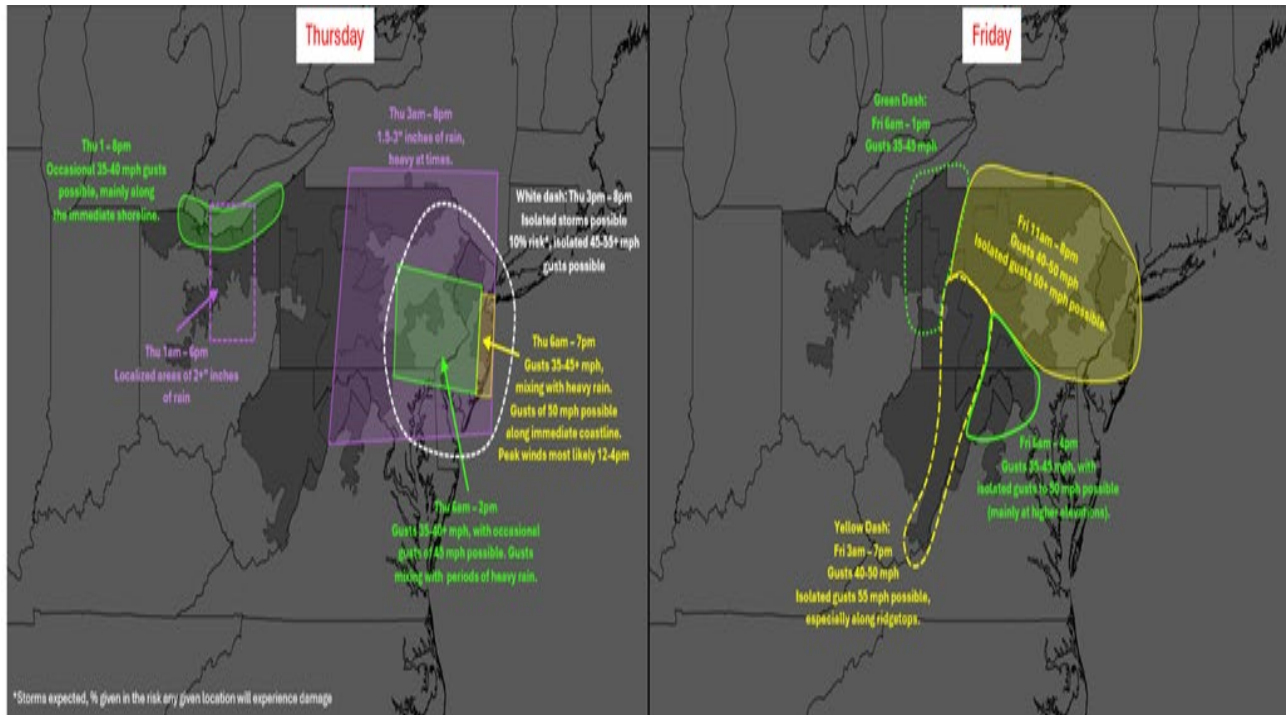 Thursday
Thu 3am – 8pm
1.5-3" inches of rain,
heavy at times.
Thu 1 – 8pm
Occasional 35-40 mph gusts
possible, mainly along
the immediate shoreline.
White dash: Thu 3pm – 8pm
Isolated storms possible
10% risk*, isolated 45-55+ mph
gusts possible
Thu 1am – 6pm
Localized areas of 2+" inches
of rain
Thu 6am – 7pm
Gusts 35-45+ mph,
mixing with heavy rain.
Gusts of 50 mph possible
along immediate coastline.
Peak winds most likely 12-4pm
Thu 6am – 2pm
Gusts 35-40+ mph, with occasional
gusts of 45 mph possible. Gusts
mixing with periods of heavy rain.
*Storms expected, % given in the risk any given location will experience damage
Friday
Green Dash:
Fri 6am – 1pm
Gusts 35-45 mph
Fri 11am – 8pm
Gusts 40-50 mph
Isolated gusts 60+ mph possible.
Fri – 4pm
Gusts 35-45 mph, with
isolated gusts to 50 mph possible
(mainly at higher elevations).
Yellow Dash:
Fri 3am – 7pm
Gusts 40-50 mph
Isolated gusts 55 mph possible,
especially along ridgetops.